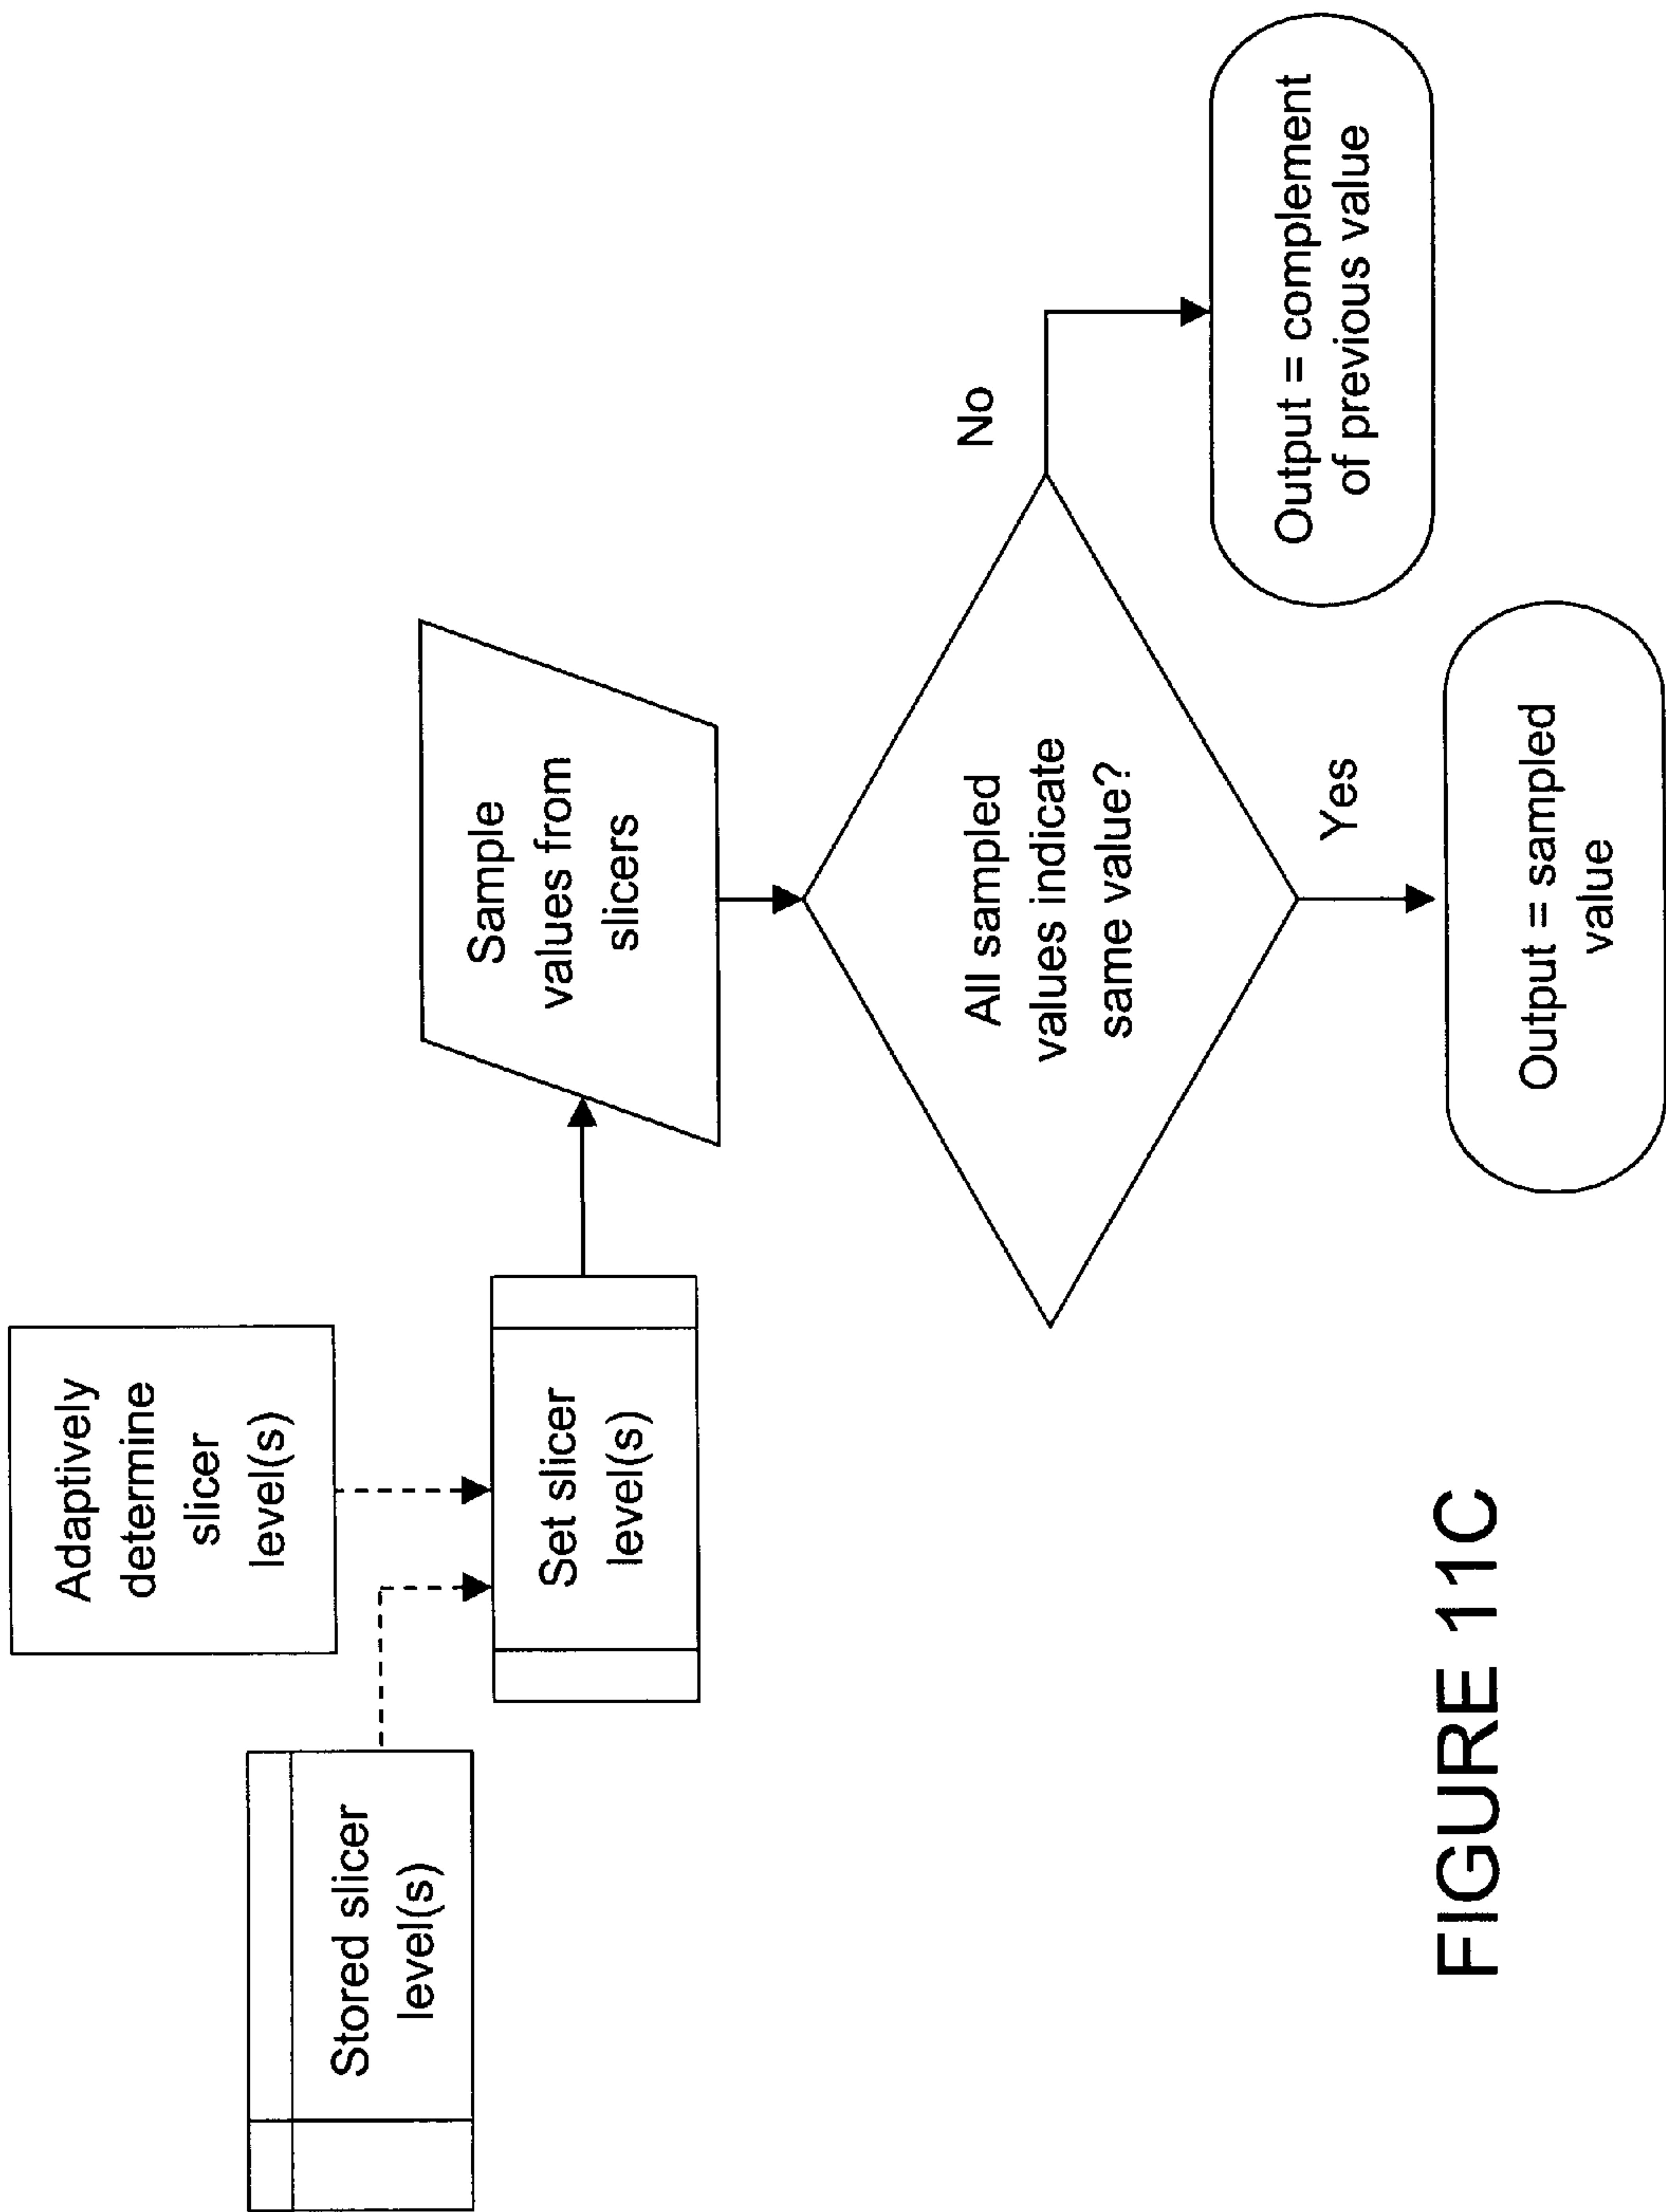 Stored slicer
level(s)
Adaptively
determine
slicer
level(s)
Set slicer
level(s)
Sample
values from
slicers
All sampled
values indicate
same value?
No
Output = complement
of previous value
Yes
Output = sampled
value
FIGURE 11C